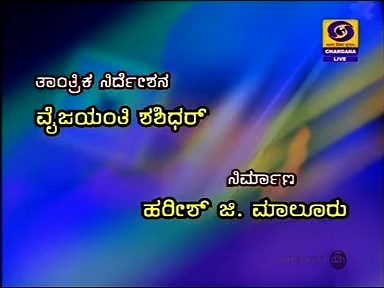 CHANDANA
LIVE
ತಾಂತ್ರಿಕ ನಿರ್ದೇಶನ
ವೈಜಯಂತಿ ಶಶಿಧರ್
ನಿರ್ಮಾಣ
ಹರೀಶ್ ಜಿ. ಮಾಲೂರು